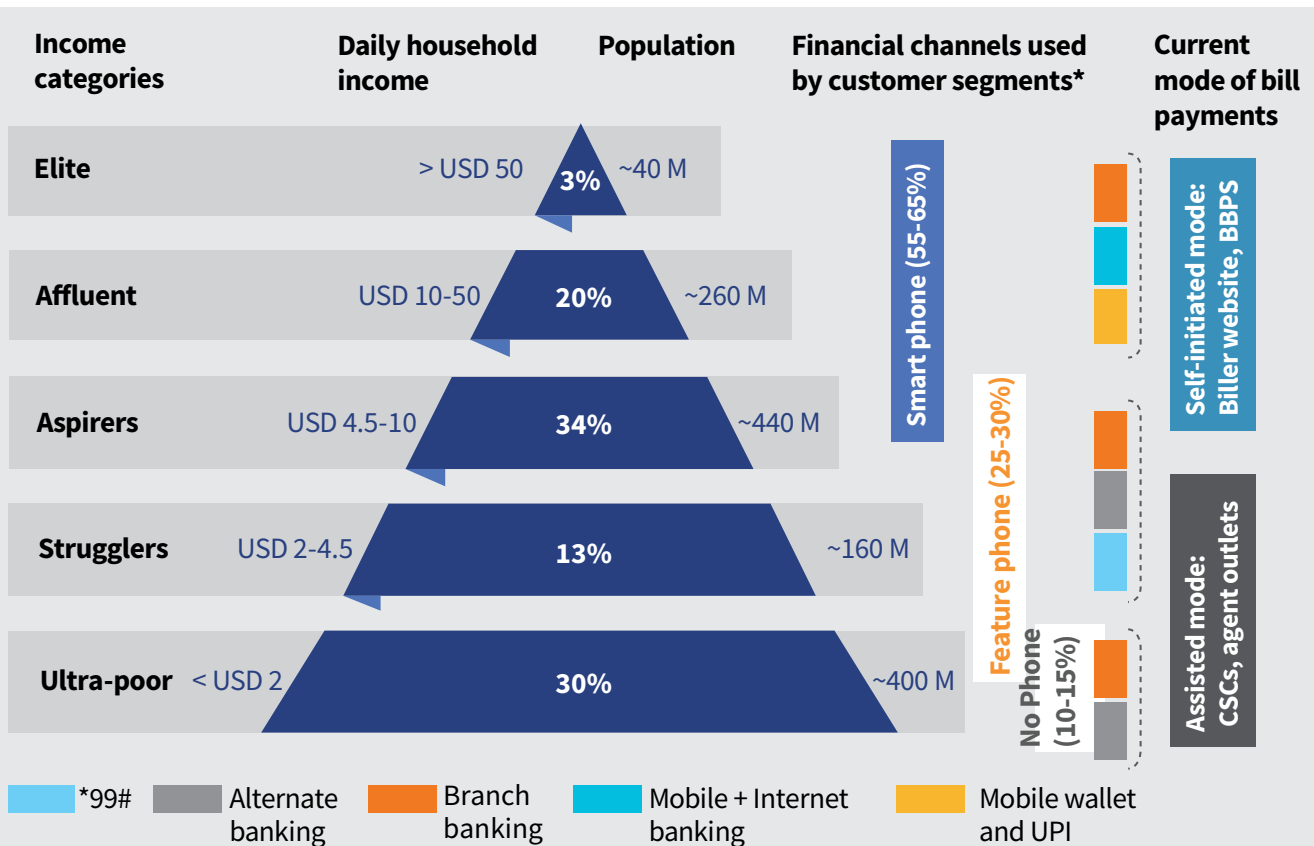 Income
categories
Daily household
income
Population
Financial channels used
by customer segments*
Current
mode of bill
payments
Elite
> USD 50
3%
~40 M
Affluent
USD 10-50
20%
~260 M
Aspirers
USD 4.5-10
34%
~440 M
Strugglers
USD 2-4.5
13%
~160 M
Ultra-poor
< USD 2
30%
~400 M
Smart phone (55-65%)
Feature phone (25-30%)
No Phone
(10-15%)
Self-initiated mode:
Biller website, BBPS
Assisted mode:
CSCs, agent outlets
*99#
Alternate
banking
Branch
banking
Mobile + Internet
banking
Mobile wallet
and UPI